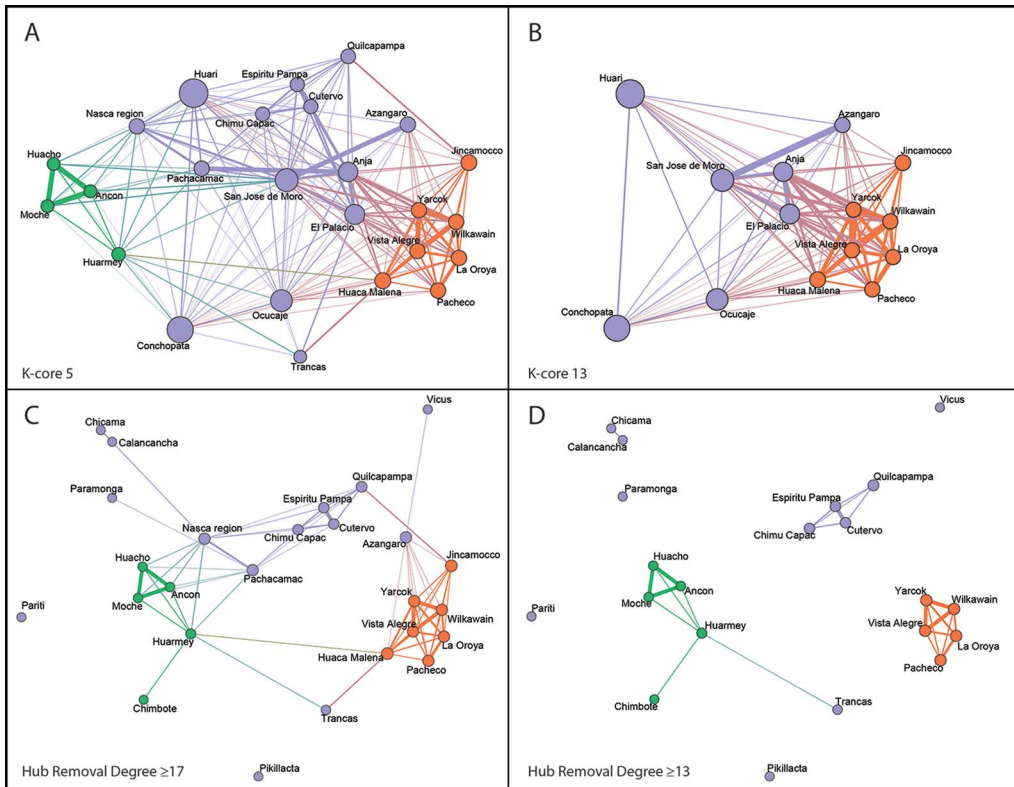 A
Quilcapampa
Espiritu Pampa
Huari
Cutervo
Azangaro
Nasca region
Chimu Capac
Huacho
Jincamocco
Anja
Pachacamac
Ancon
San Jose de Moro
Yarcok
Moche
El Palacio
Wilkawain
Vista Alegre
Huarmey
La Oroya
Huaca Malena
Pacheco
Ocucaje
Conchopata
Trancas
K-core 5
B
Huari
Azangaro
Jincamocco
San Jose de Moro
Anja
Yarcok
Wilkawain
El Palacio
Vista Alegre
La Oroya
Huaca Malena
Pacheco
Ocucaje
Conchopata
K-core 13
C
Vicus
Chicama
Calancancha
Quilcapampa
Paramonga
Espiritu Pampa
Nasca region
Cutervo
Chimu Capac
Azangaro
Jincamocco
Huacho
Pachacamac
Ancon
Yarcok
Moche
Wilkawain
Pariti
Vista Alegre
Huarmey
La Oroya
Huaca Malena
Pacheco
Chimbote
Trancas
Pikillacta
Hub Removal Degree ≥17
D
Vicus
Chicama
Calancancha
Quilcapampa
Paramonga
Espiritu Pampa
Cutervo
Chimu Capac
Huacho
Ancon
Yarcok
Moche
Wilkawain
Pariti
Vista Alegre
Huarmey
La Oroya
Pacheco
Chimbote
Trancas
Pikillacta
Hub Removal Degree ≥13